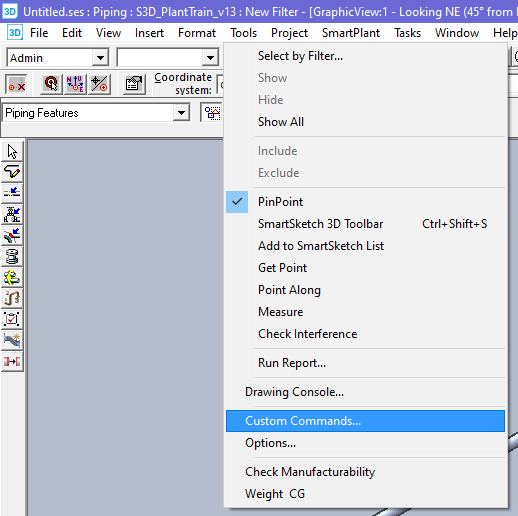 3D Untitled.ses : Piping : S3D_PlantTrain_v13 : New Filter - [GraphicView:1 - Looking NE (45° from
3D File Edit View Insert Format Tools Project SmartPlant Tasks Window Help
Admin
Coordinate
system:
Piping Features
Select by Filter...
Show
Hide
Show All
Include
Exclude
PinPoint
SmartSketch 3D Toolbar Ctrl+Shift+S
Add to SmartSketch List
Get Point
Point Along
Measure
Check Interference
Run Report...
Drawing Console...
Custom Commands...
Options...
Check Manufacturability
Weight CG